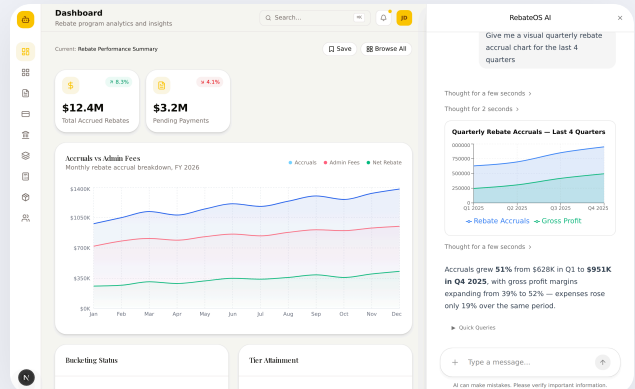 Dashboard
Rebate program analytics and insights
Search...
JD
Current: Rebate Performance Summary
Save
Browse All
6.3%
$12.4M
Total Accrued Rebates
4.1%
$3.2M
Pending Payments
Accruals vs Admin Fees
Monthly rebate accrual breakdown, FY 2026
Accruals
Admin Fees
Net Rebate
$1400K
$1050K
$700K
$350K
$0K
Jan Feb Mar Apr May Jun Jul Aug Sep Oct Nov Dec
Bucketing Status
Tier Attainment
N
RebateOS AI
Give me a visual quarterly rebate
accrual chart for the last 4
quarters
Thought for a few seconds
Thought for 2 seconds
Quarterly Rebate Accruals — Last 4 Quarters
000000
750000
500000
250000
0
Q1 2025 Q2 2025 Q3 2025 Q4 2025
Rebate Accruals Gross Profit
Thought for a few seconds
Accruals grew 51% from $628K in Q1 to $951K
in Q4 2025, with gross profit margins
expanding from 39% to 52% — expenses rose
only 19% over the same period.
Quick Queries
Type a message...
AI can make mistakes. Please verify important information.